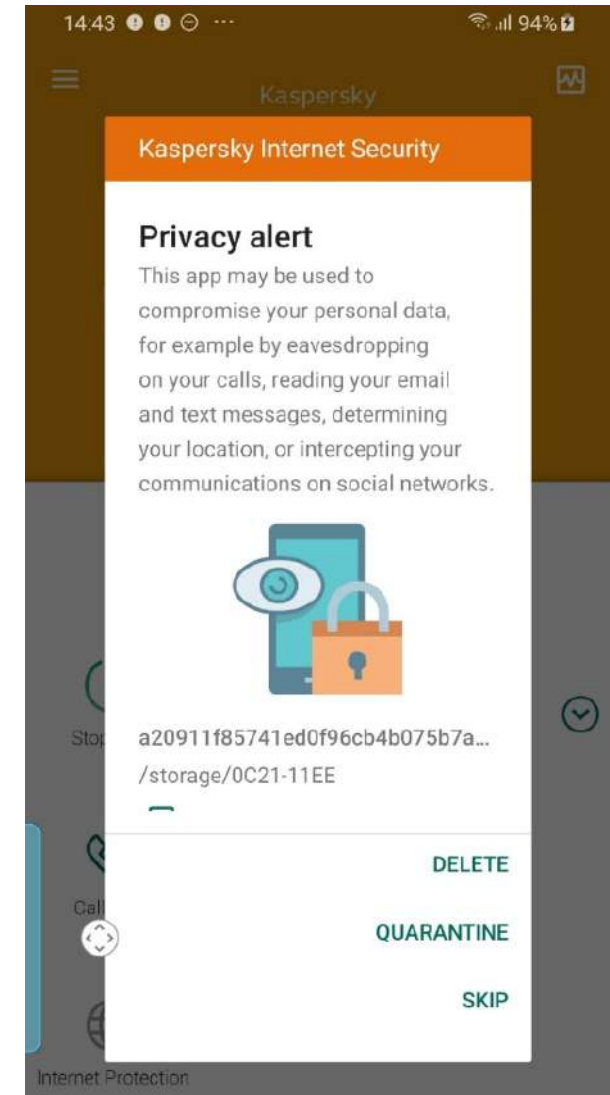 14:43 94%
Kaspersky
Kaspersky Internet Security
Privacy alert
This app may be used to
compromise your personal data,
for example by eavesdropping
on your calls, reading your email
and text messages, determining
your location, or intercepting your
communications on social networks.
Stop
a20911f85741ed0f96cb4b075b7a...
/storage/0C21-11EE
DELETE
Call
QUARANTINE
SKIP
Internet Protection